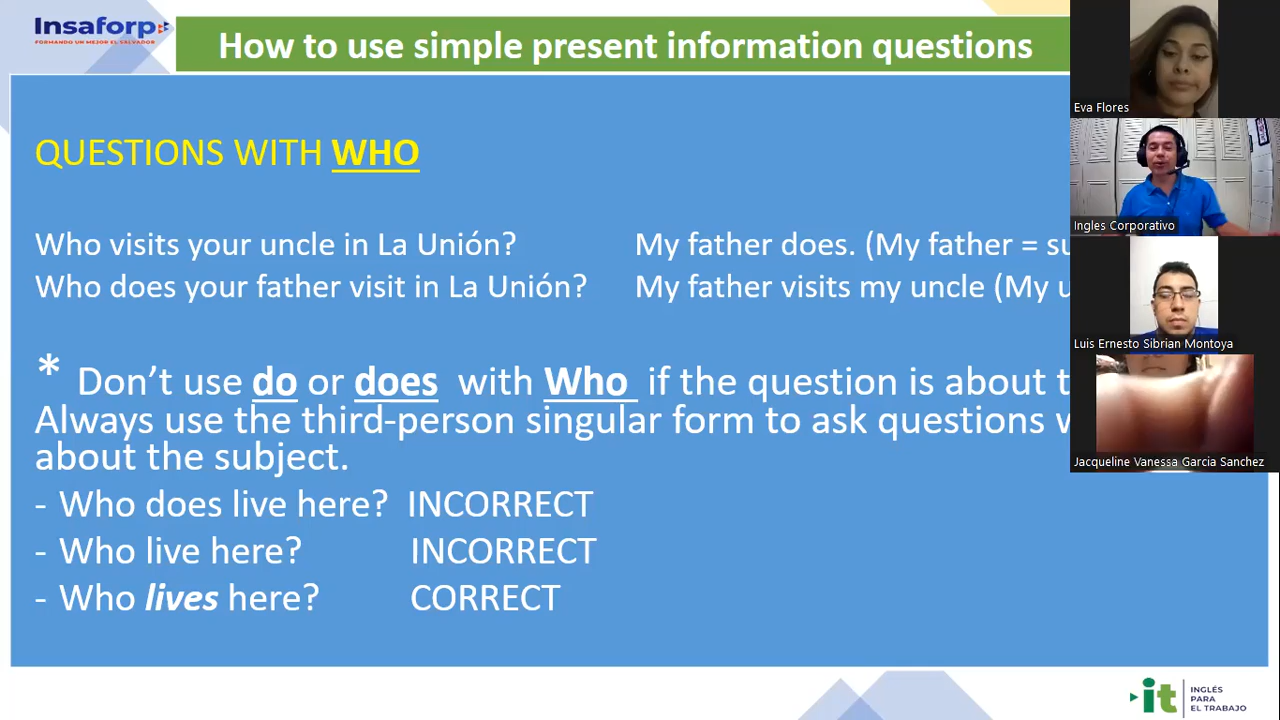 Insaforp
FORMANDO UN MEJOR EL SALVADOR
How to use simple present information questions
QUESTIONS WITH WHO
Who visits your uncle in La Unión? My father does. (My father = su
Who does your father visit in La Unión? My father visits my uncle (My u
* Don’t use do or does with Who if the question is about t
Always use the third-person singular form to ask questions w
about the subject.
- Who does live here? INCORRECT
- Who live here? INCORRECT
- Who lives here? CORRECT
Eva Flores
Ingles Corporativo
Luis Ernesto Sibrian Montoya
Jacqueline Vanessa Garcia Sanchez
it
INGLÉS
PARA
EL TRABAJO